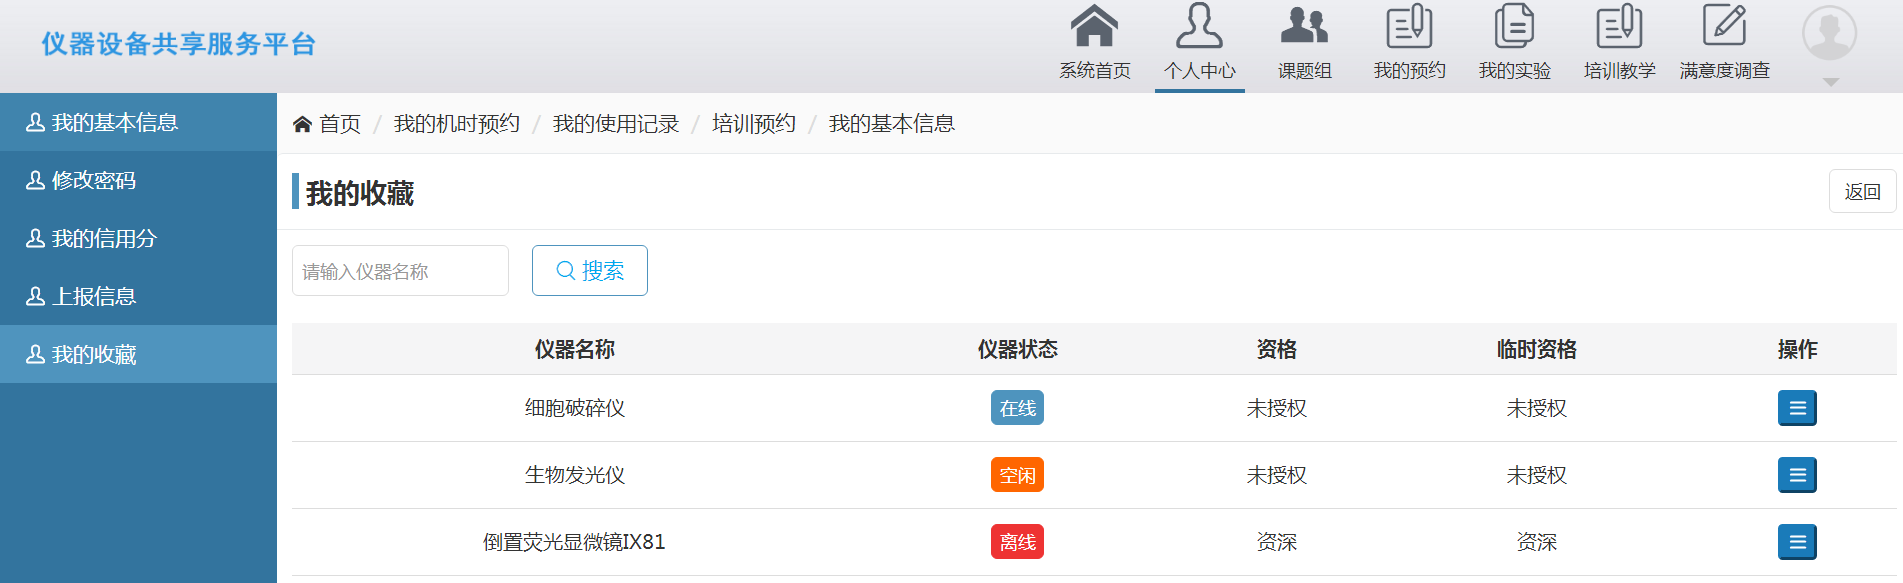 仪器设备共享服务平台
系统首页 个人中心 课题组 我的预约 我的实验 培训教学 满意度调查
我的基本信息
修改密码
我的信用分
上报信息
我的收藏
首页 / 我的机时预约 / 我的使用记录 / 培训预约 / 我的基本信息
我的收藏
返回
请输入仪器名称 搜索
仪器名称 仪器状态 资格 临时资格 操作
细胞破碎仪 在线 未授权 未授权
生物发光仪 空闲 未授权 未授权
倒置荧光显微镜IX81 离线 资深 资深